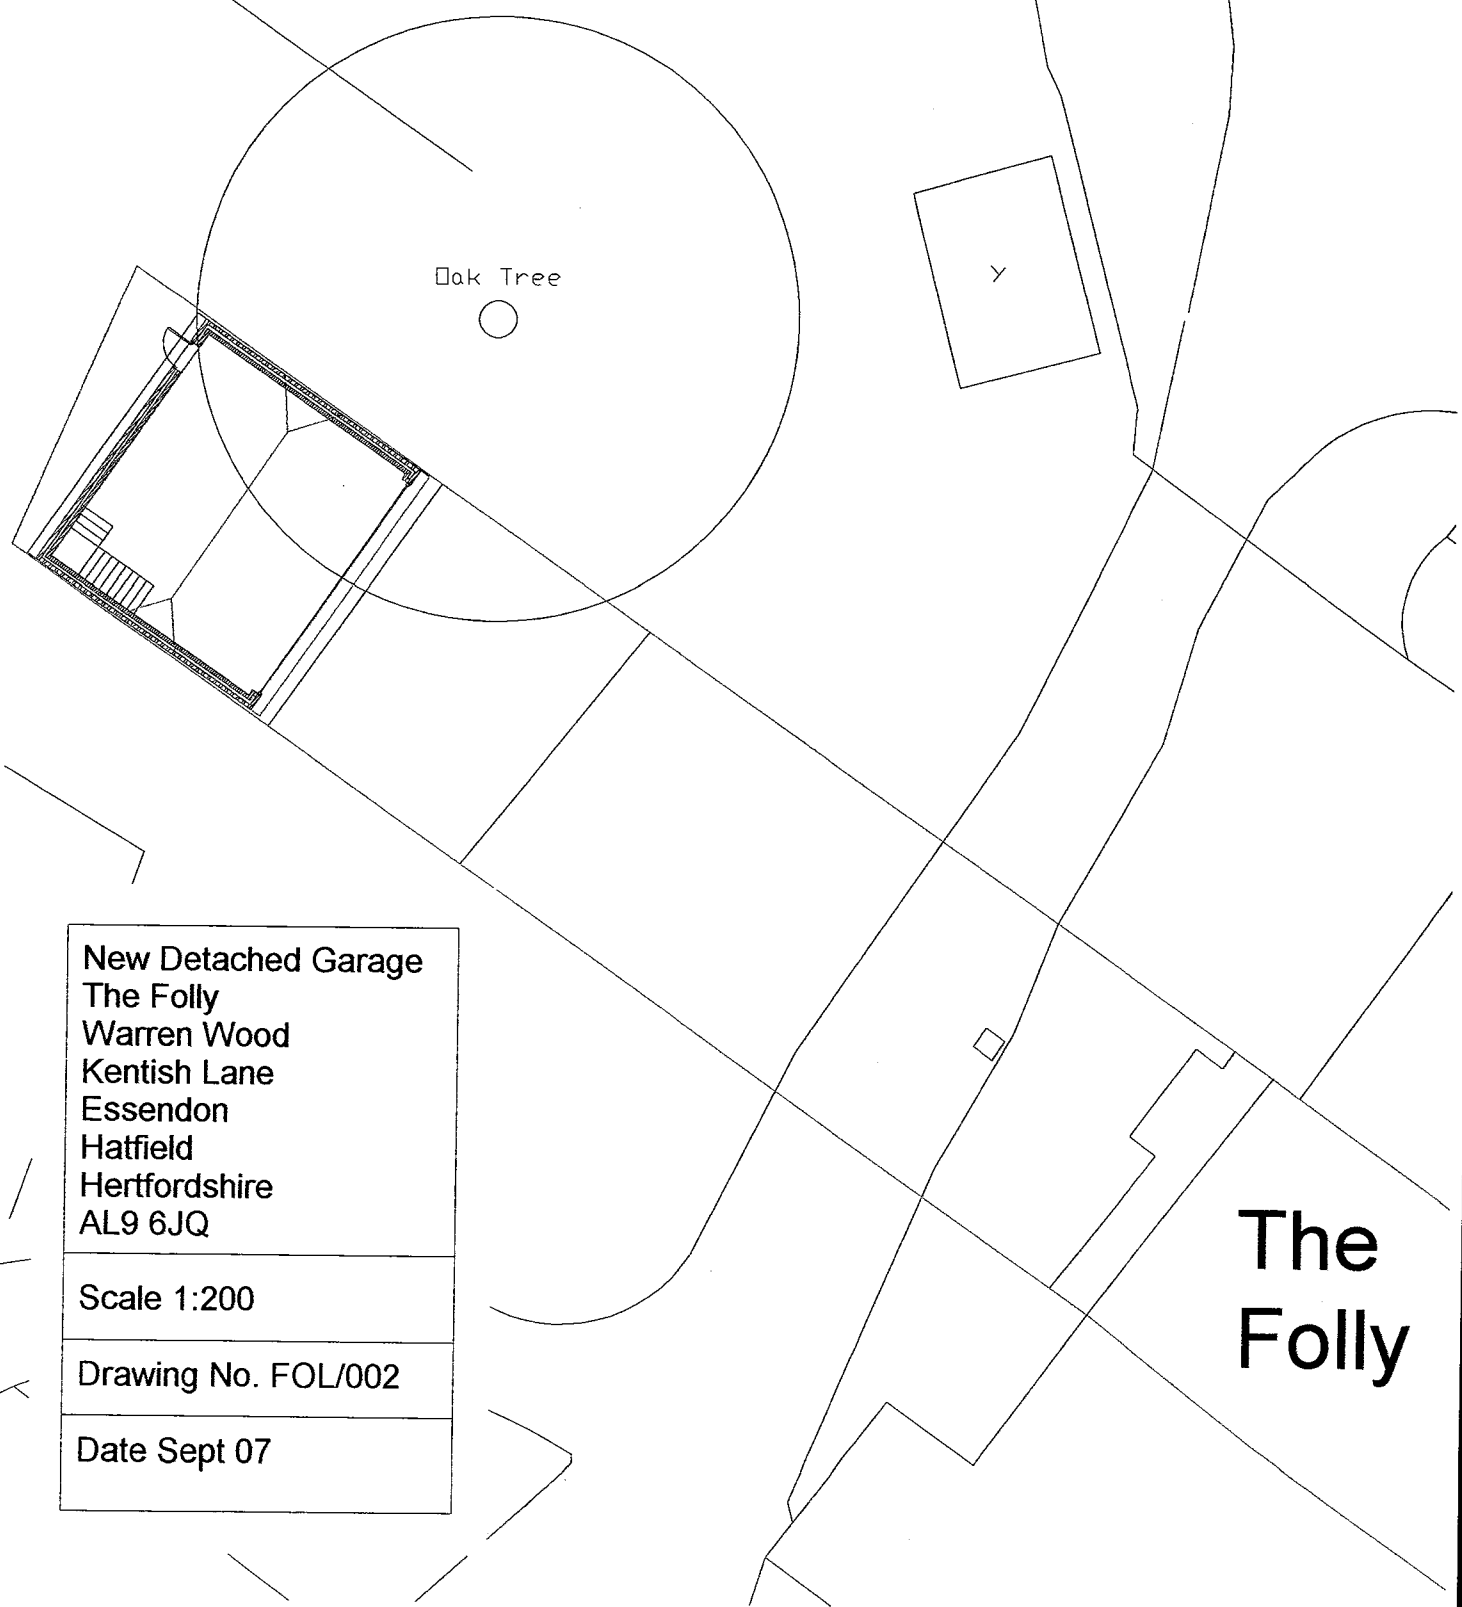 Oak Tree
y
New Detached Garage
The Folly
Warren Wood
Kentish Lane
Essendon
Hatfield
Hertfordshire
AL9 6JQ
Scale 1:200
Drawing No. FOL/002
Date Sept 07
The
Folly